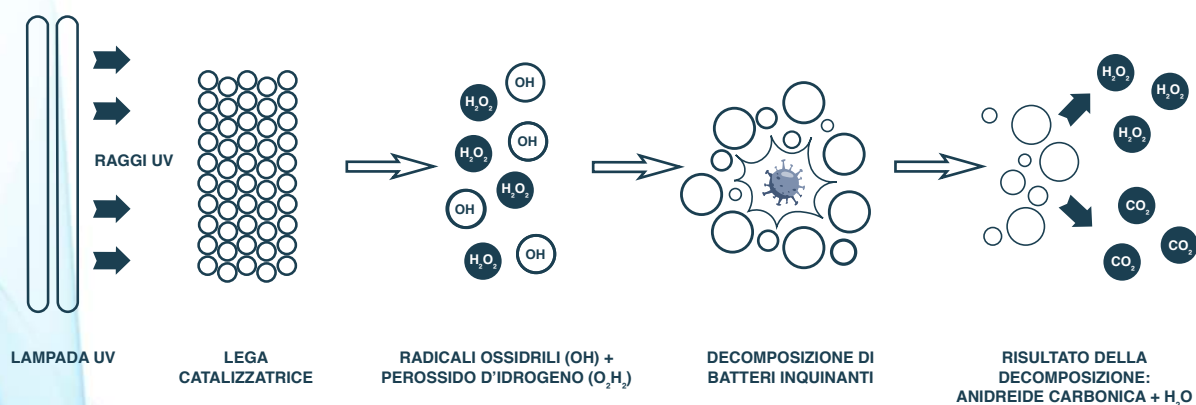 RAGGI UV
H₂O₂
OH
H₂O₂
OH
H₂O₂
OH
H₂O₂
OH
H₂O₂
H₂O₂
H₂O₂
CO₂
CO₂
CO₂
LAMPADA UV
LEGA
CATALIZZATRICE
RADICALI OSSIDRILI (OH) +
PEROSSIDO D’IDROGENO (O₂H₂)
DECOMPOSIZIONE DI
BATTERI INQUINANTI
RISULTATO DELLA
DECOMPOSIZIONE:
ANIDREIDE CARBONICA + H₂O